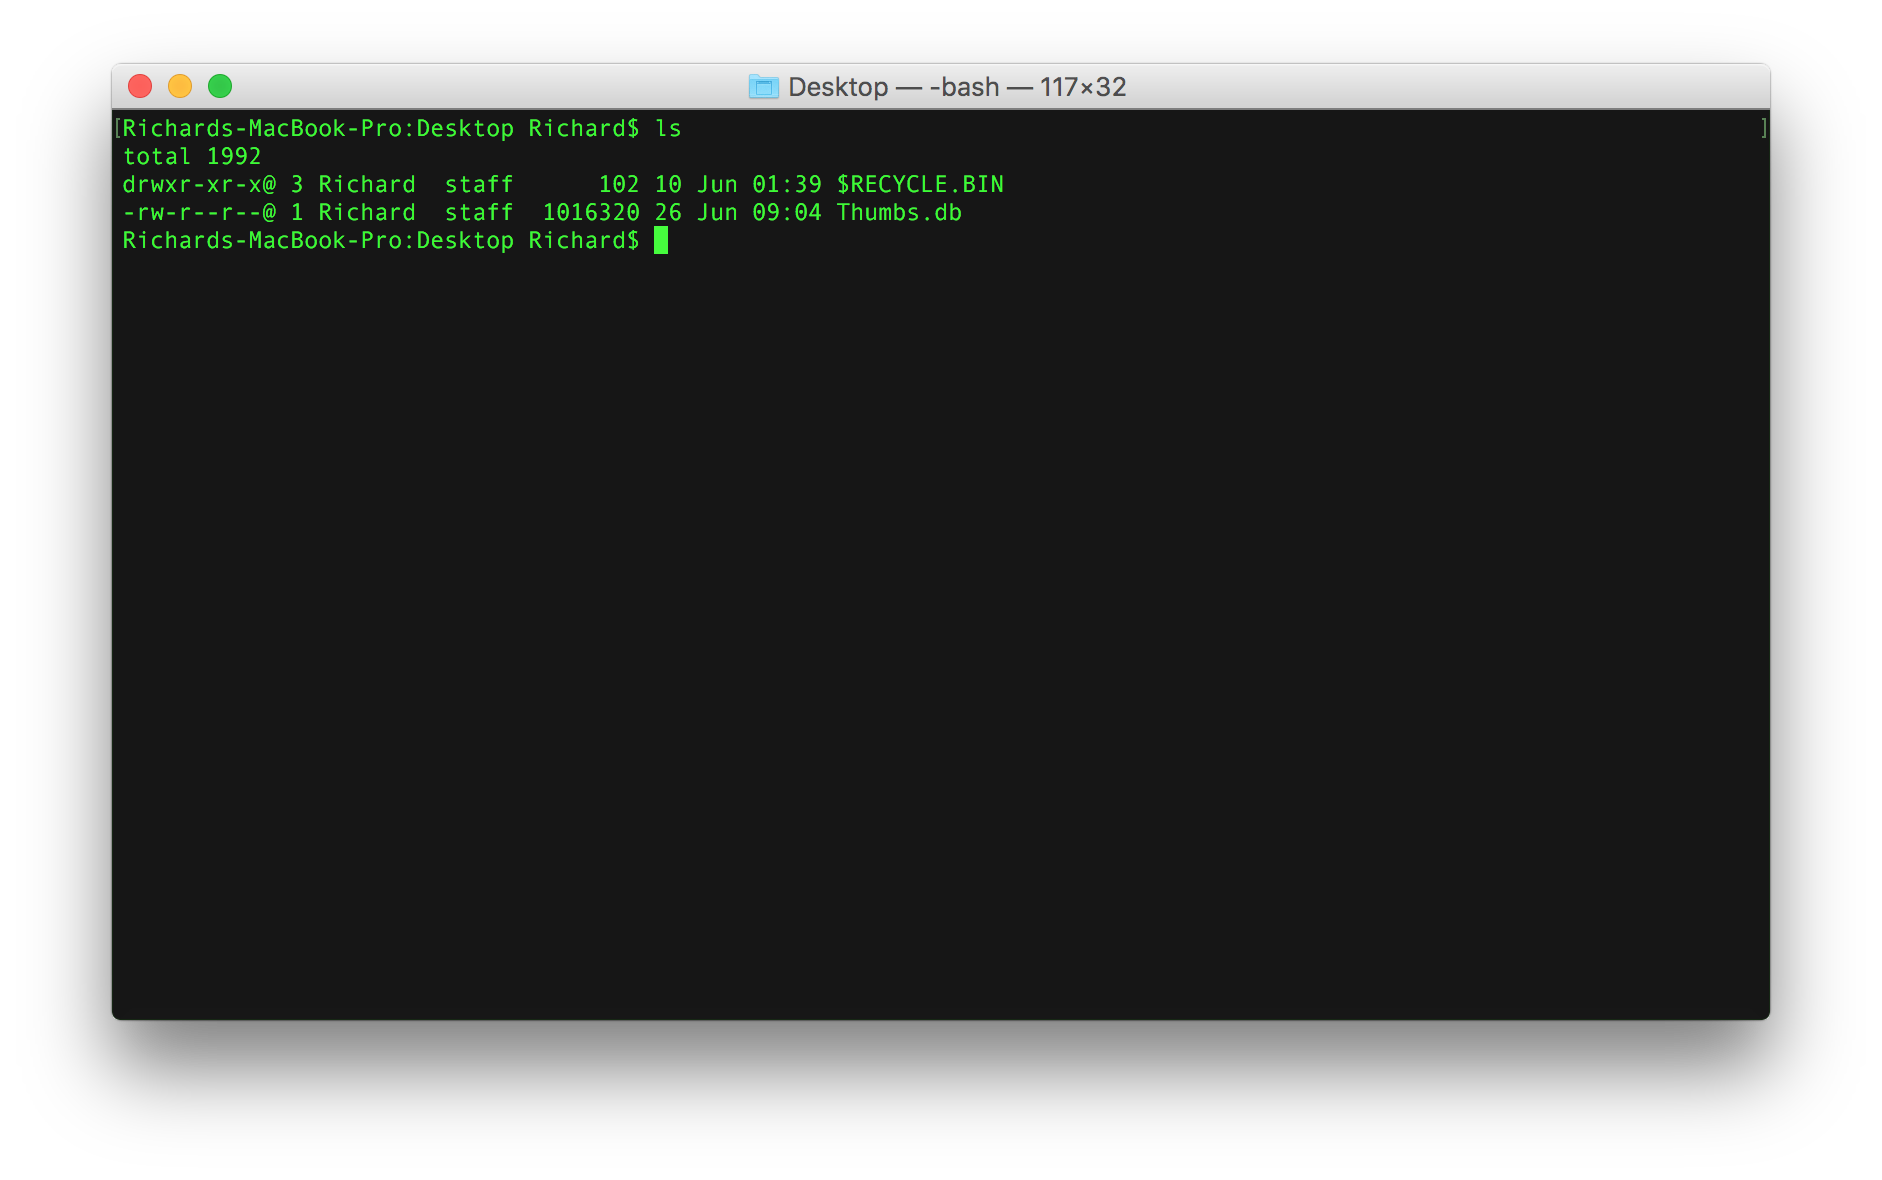 Desktop — -bash — 117×32
[Richards-MacBook-Pro:Desktop Richard$ ls ]
total 1992
drwxr-xr-x@ 3 Richard  staff      102 10 Jun 01:39 $RECYCLE.BIN
-rw-r--r--@ 1 Richard  staff  1016320 26 Jun 09:04 Thumbs.db
Richards-MacBook-Pro:Desktop Richard$